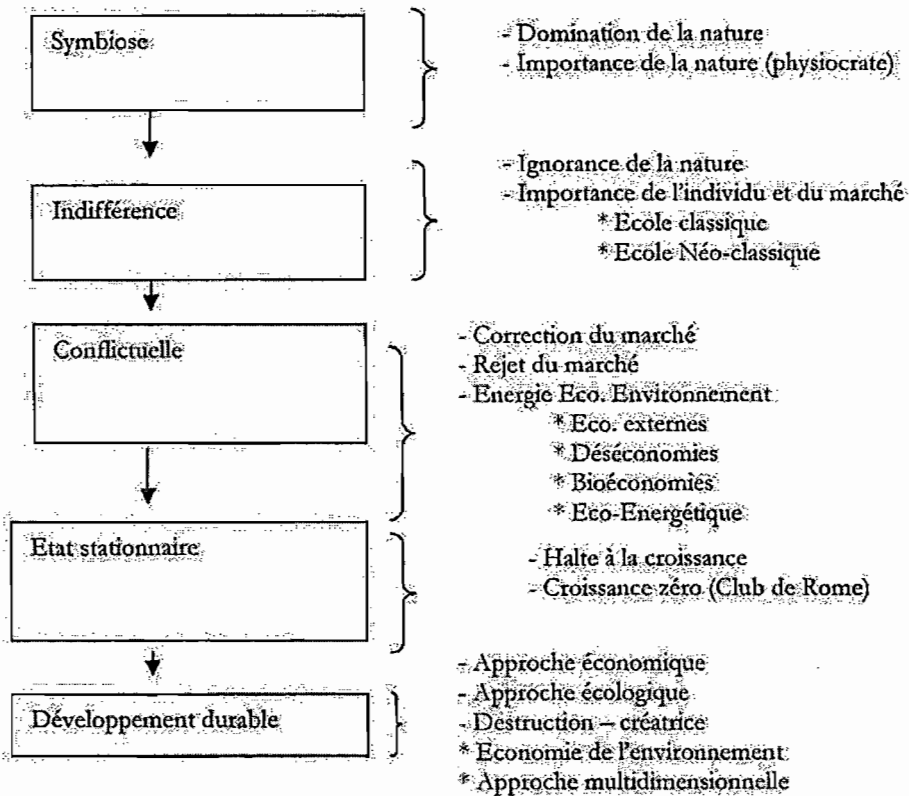 Symbiose
- Domination de la nature
- Importance de la nature (physiocrate)
Indifférence
- Ignorance de la nature
- Importance de l'individu et du marché
* Ecole classique
* Ecole Néo-classique
Conflictuelle
- Correction du marché
- Rejet du marché
- Energie Eco. Environnement
* Eco. externes
* Déséconomies
* Bioéconomies
* Eco-Energétique
Etat stationnaire
- Halte à la croissance
- Croissance zéro (Club de Rome)
Développement durable
- Approche économique
- Approche écologique
- Destruction – créatrice
* Economie de l'environnement
* Approche multidimensionnelle